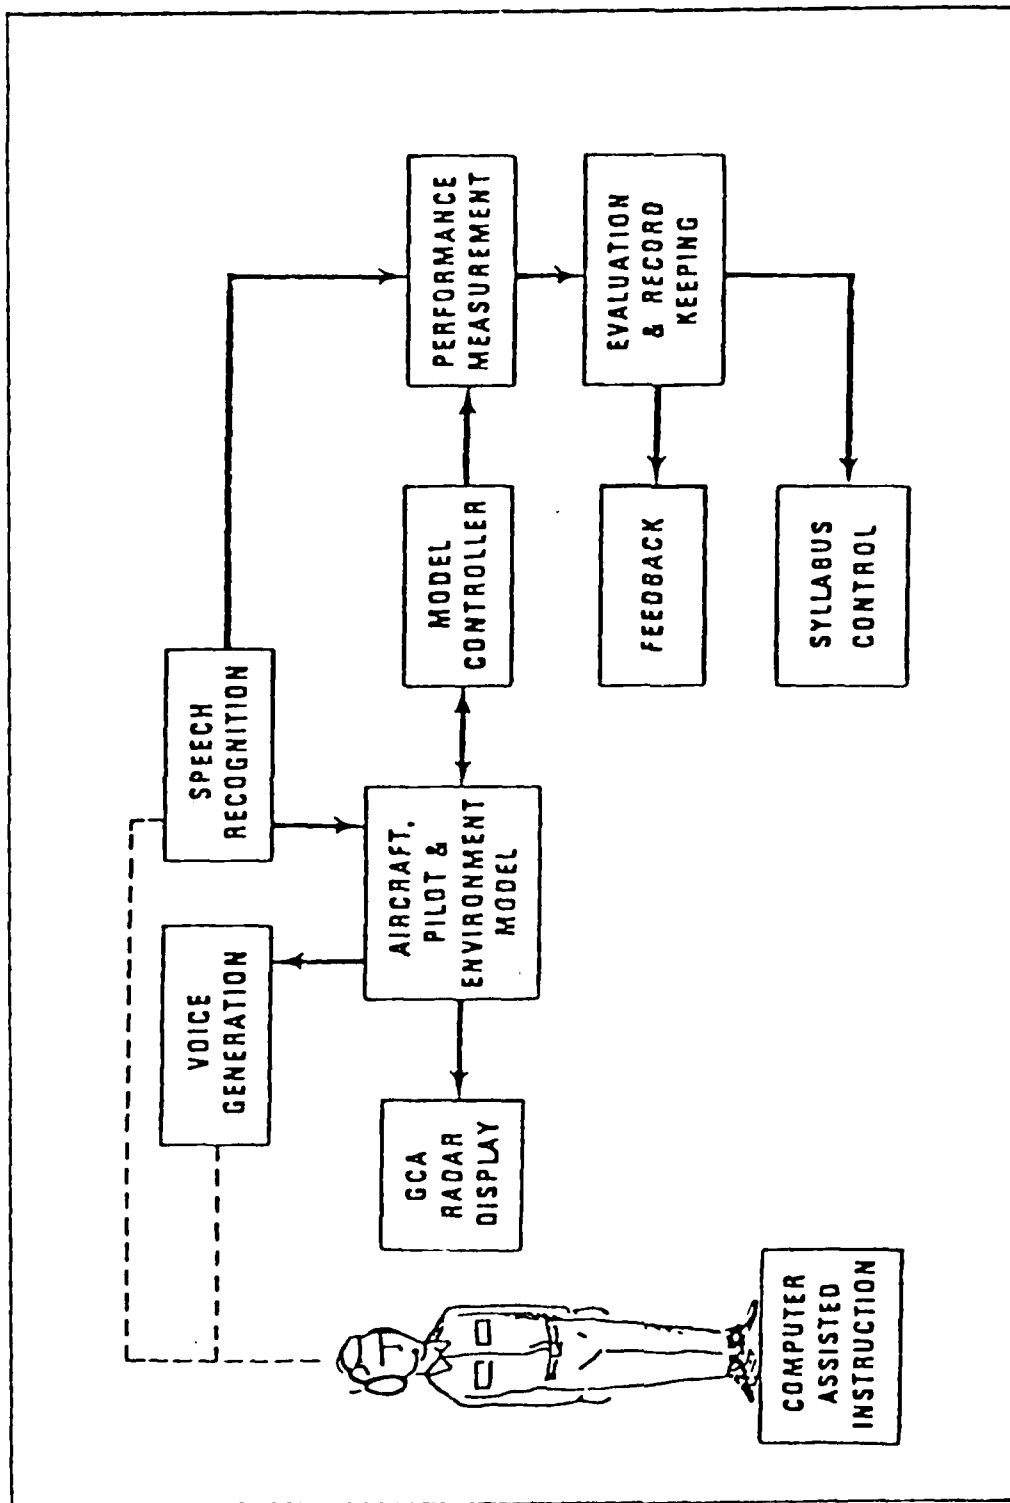 SPEECH
RECOGNITION
VOICE
GENERATION
PERFORMANCE
MEASUREMENT
MODEL
CONTROLLER
AIRCRAFT,
PILOT &
ENVIRONMENT
MODEL
GCA
RADAR
DISPLAY
EVALUATION
& RECORD
KEEPING
FEEDBACK
SYLLABUS
CONTROL
COMPUTER
ASSISTED
INSTRUCTION